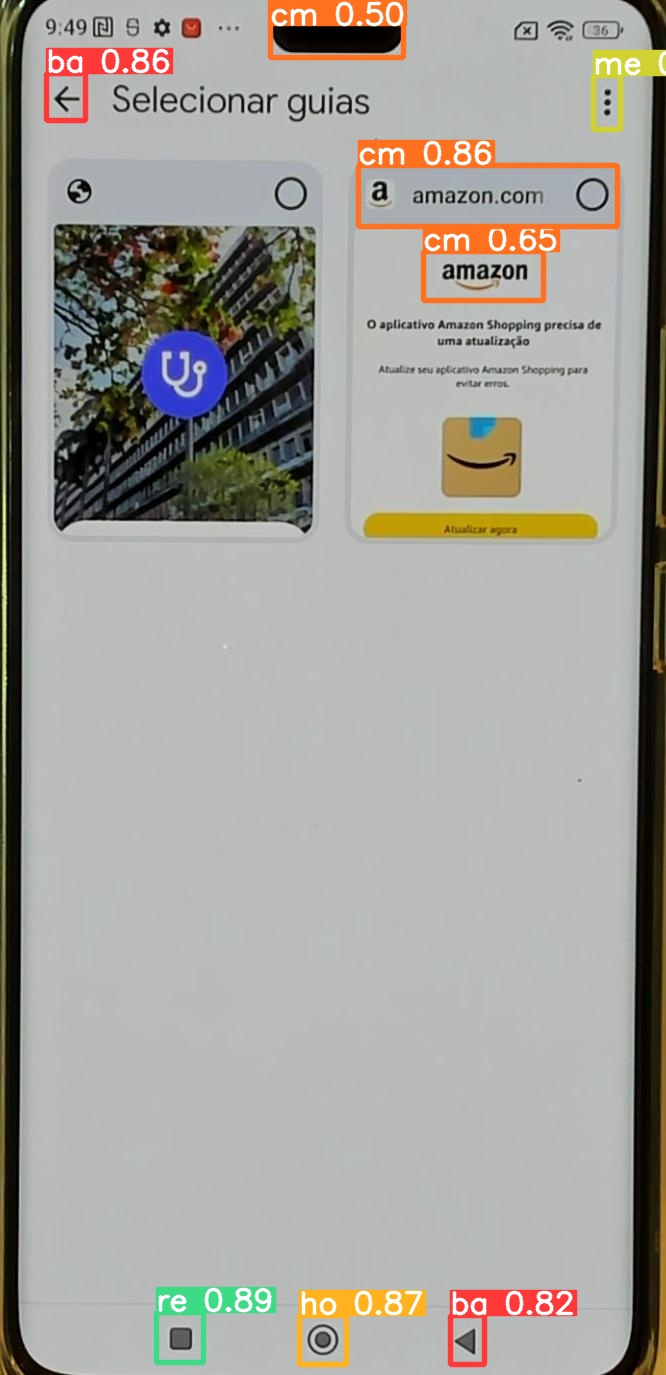 cm 0.50
9:49
36
ba 0.86
me 0
Selecionar guias
cm 0.86
a amazon.com
cm 0.65
amazon
O aplicativo Amazon Shopping precisa de
uma atualização
Atualize seu aplicativo Amazon Shopping para
evitar erros.
Atualizar agora
re 0.89
ho 0.87
ba 0.82